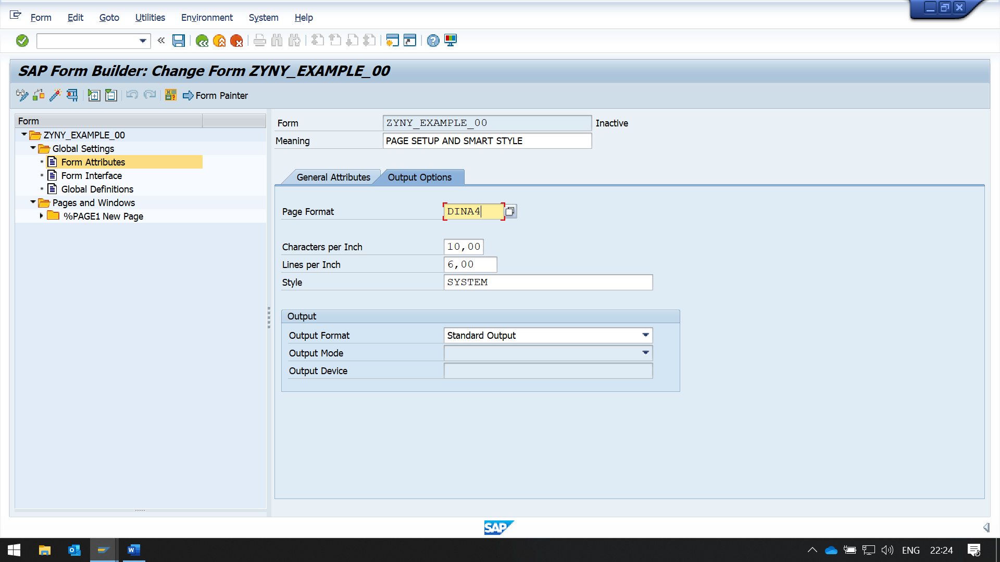 Form Edit Goto Utilities Environment System Help
SAP Form Builder: Change Form ZYNY_EXAMPLE_00
Form Painter
Form
ZYNY_EXAMPLE_00
Global Settings
Form Attributes
Form Interface
Global Definitions
Pages and Windows
%PAGE1 New Page
Form ZYNY_EXAMPLE_00 Inactive
Meaning PAGE SETUP AND SMART STYLE
General Attributes Output Options
Page Format DINA4
Characters per Inch 10,00
Lines per Inch 6,00
Style SYSTEM
Output
Output Format Standard Output
Output Mode
Output Device
SAP
ENG 22:24